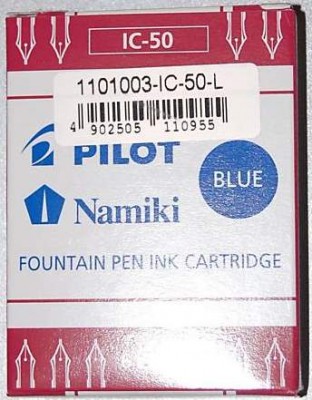 IC-50
1101003-IC-50-L
4 902505 110955
PILOT
BLUE
Namiki
FOUNTAIN PEN INK CARTRIDGE